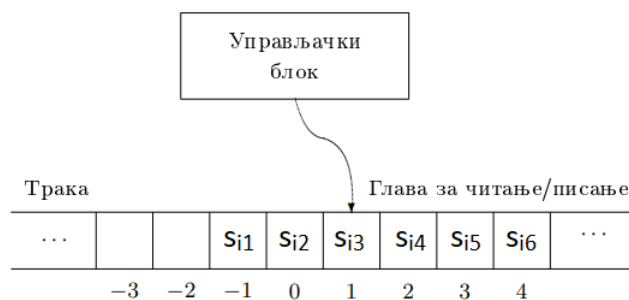 Управљачки
блок
Трака
Глава за читање/писање
... si1 si2 si3 si4 si5 si6 ...
−3 −2 −1 0 1 2 3 4